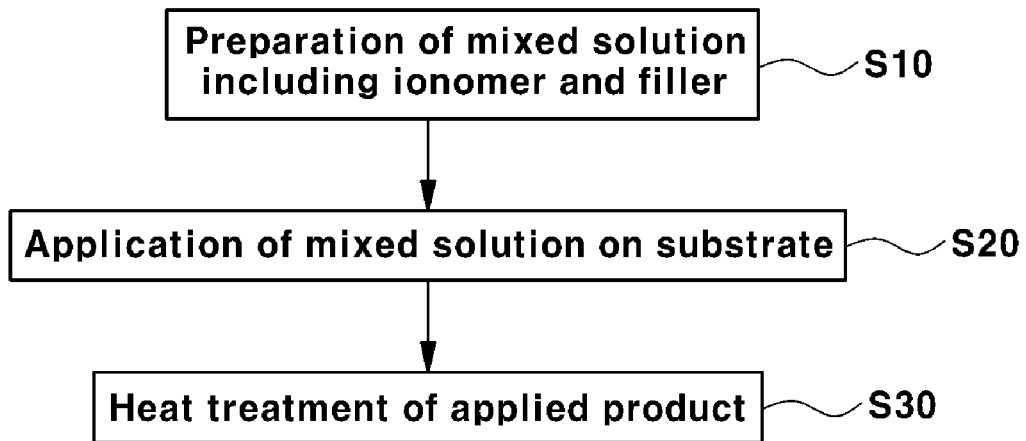 Preparation of mixed solution
including ionomer and filler
S10
Application of mixed solution on substrate
S20
Heat treatment of applied product
S30